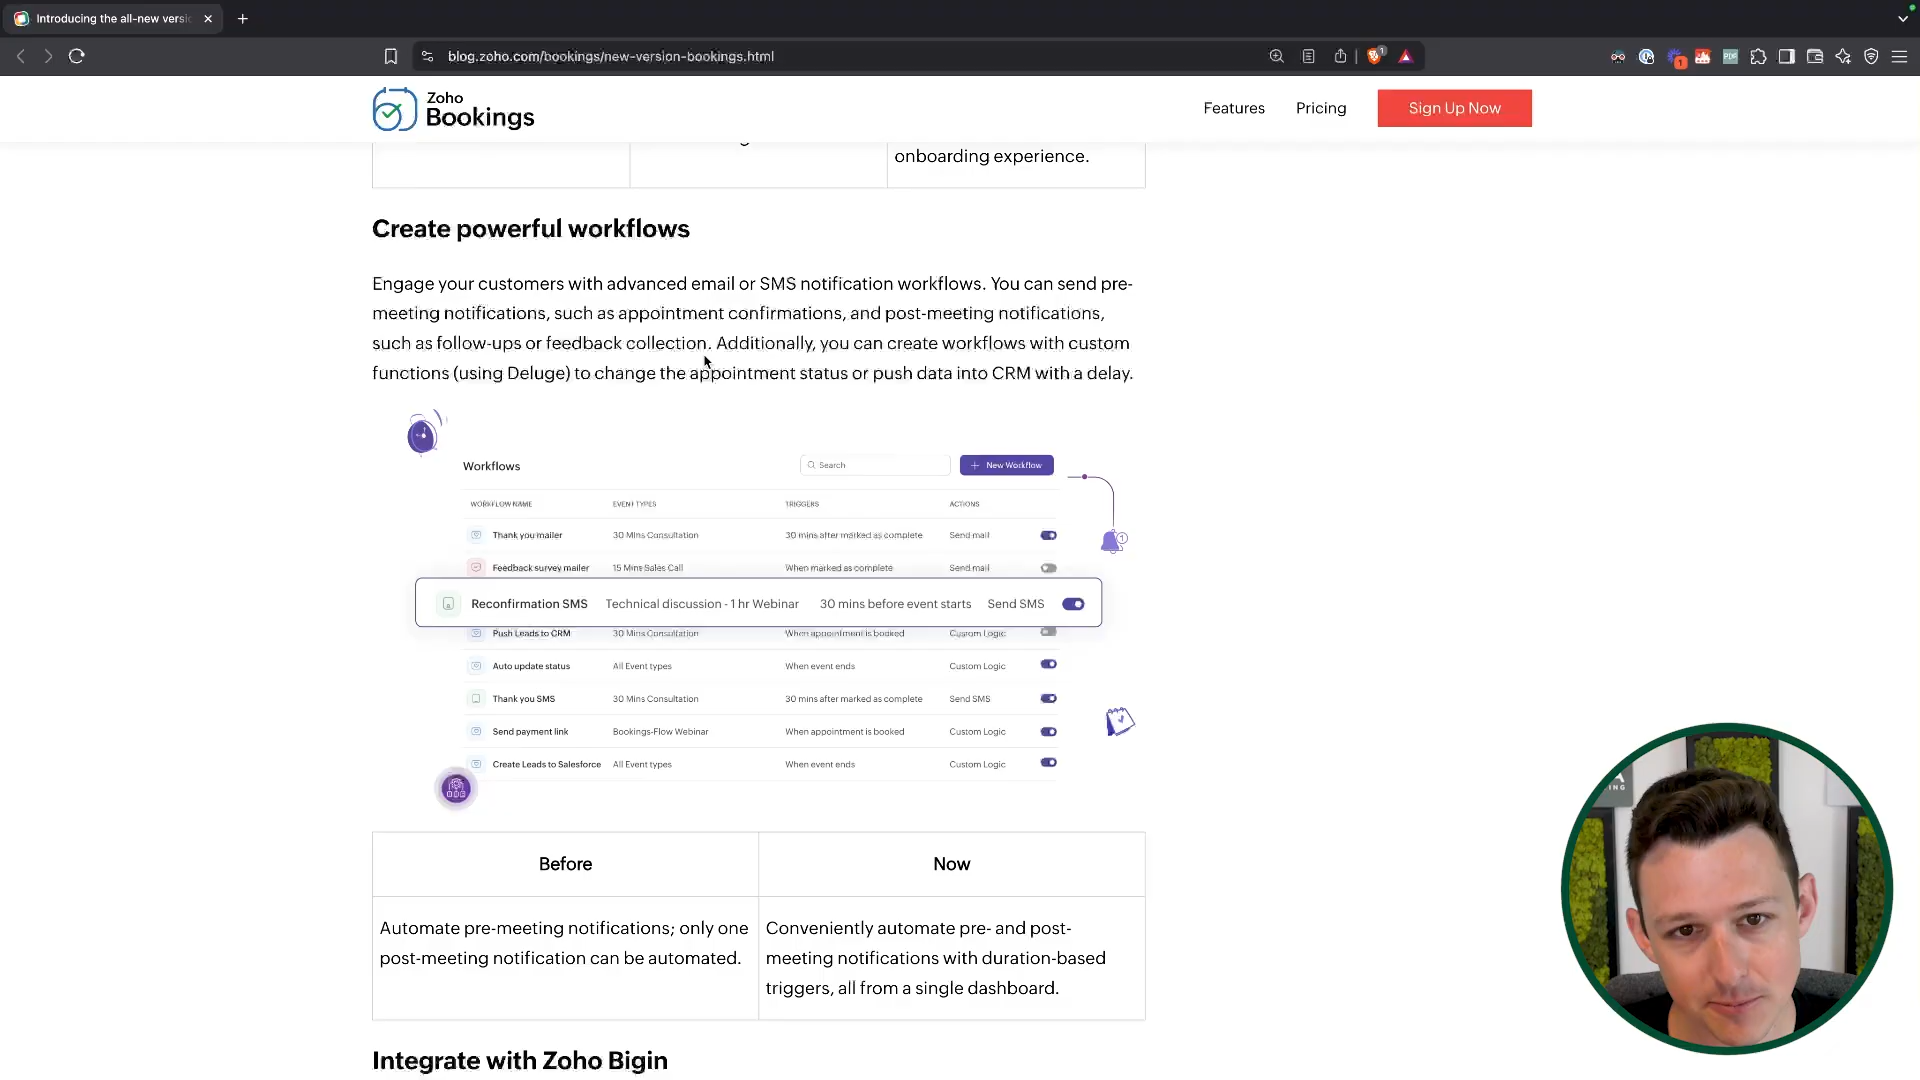 Introducing the all-new versi
blog.zoho.com/bookings/new-version-bookings.html
1
PDF
1
Zoho
Bookings
Features
Pricing
Sign Up Now
onboarding experience.
Create powerful workflows
Engage your customers with advanced email or SMS notification workflows. You can send pre-
meeting notifications, such as appointment confirmations, and post-meeting notifications,
such as follow-ups or feedback collection. Additionally, you can create workflows with custom
functions (using Deluge) to change the appointment status or push data into CRM with a delay.
Workflows
Search
+ New Workflow
WORKFLOW NAME EVENT TYPES TRIGGERS ACTIONS
Thank you mailer 30 Mins Consultation 30 mins after marked as complete Send mail
1
Feedback survey mailer 15 Mins Sales Call When marked as complete Send mail
Reconfirmation SMS Technical discussion - 1 hr Webinar 30 mins before event starts Send SMS
Push Leads to CRM 30 Mins Consultation When appointment is booked Custom Logic
Auto update status All Event types When event ends Custom Logic
Thank you SMS 30 Mins Consultation 30 mins after marked as complete Send SMS
Send payment link Bookings-Flow Webinar When appointment is booked Custom Logic
Create Leads to Salesforce All Event types When event ends Custom Logic
Before
Now
Automate pre-meeting notifications; only one
post-meeting notification can be automated.
Conveniently automate pre- and post-
meeting notifications with duration-based
triggers, all from a single dashboard.
Integrate with Zoho Bigin